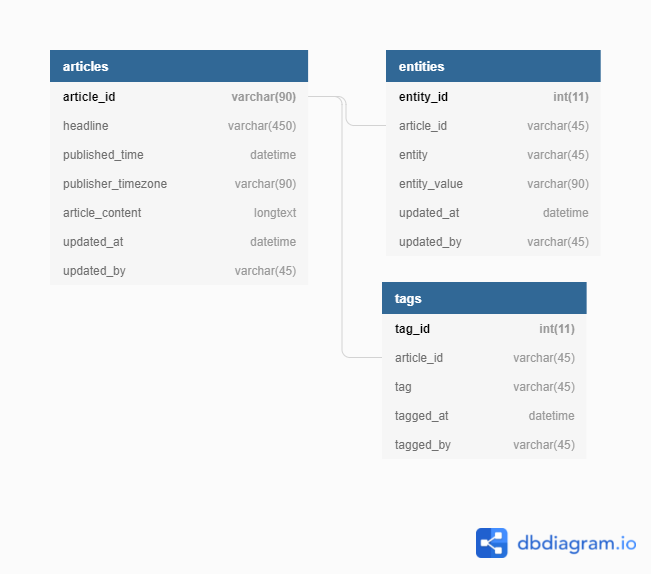 articles
article_id varchar(90)
headline varchar(450)
published_time datetime
publisher_timezone varchar(90)
article_content longtext
updated_at datetime
updated_by varchar(45)
entities
entity_id int(11)
article_id varchar(45)
entity varchar(45)
entity_value varchar(90)
updated_at datetime
updated_by varchar(45)
tags
tag_id int(11)
article_id varchar(45)
tag varchar(45)
tagged_at datetime
tagged_by varchar(45)
dbdiagram.io